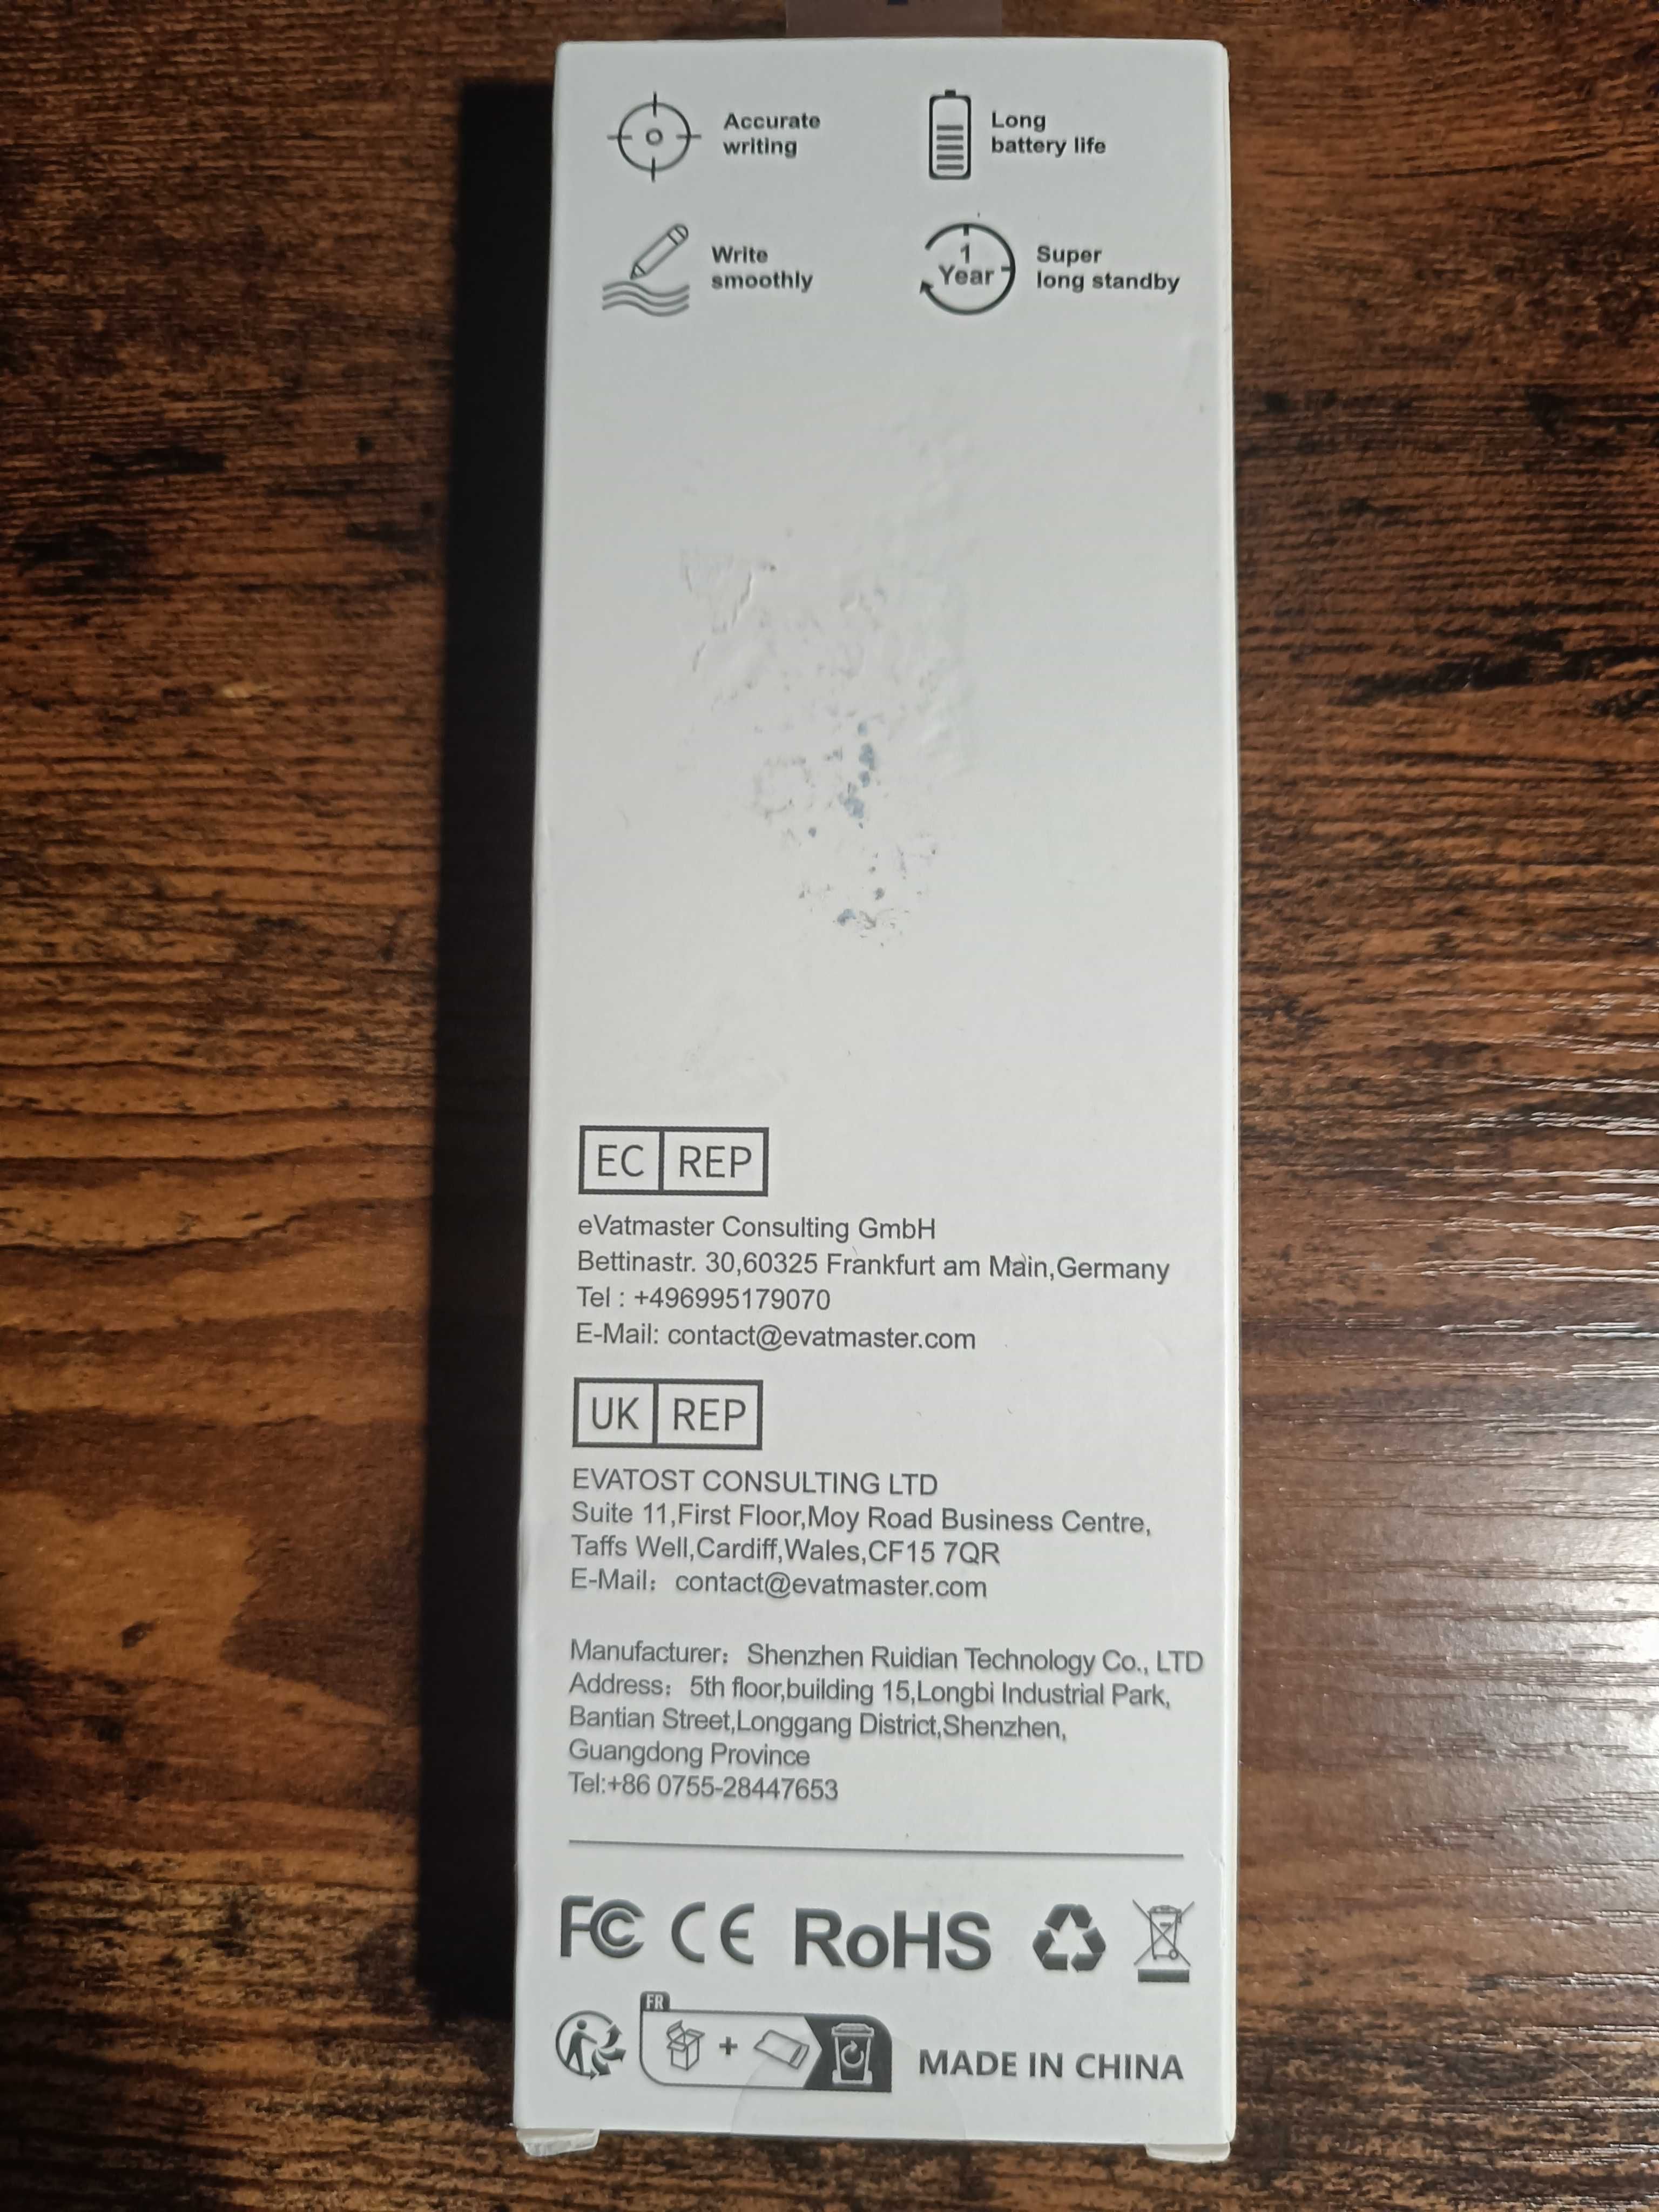 Accurate
writing
Long
battery life
Write
smoothly
1
Year
Super
long standby
EC REP
eVatmaster Consulting GmbH
Bettinastr. 30,60325 Frankfurt am Main,Germany
Tel : +496995179070
E-Mail: contact@evatmaster.com
UK REP
EVATOST CONSULTING LTD
Suite 11,First Floor,Moy Road Business Centre,
Taffs Well,Cardiff,Wales,CF15 7QR
E-Mail： contact@evatmaster.com
Manufacturer： Shenzhen Ruidian Technology Co., LTD
Address： 5th floor,building 15,Longbi Industrial Park,
Bantian Street,Longgang District,Shenzhen,
Guangdong Province
Tel:+86 0755-28447653
FC CE RoHS
FR
+
MADE IN CHINA